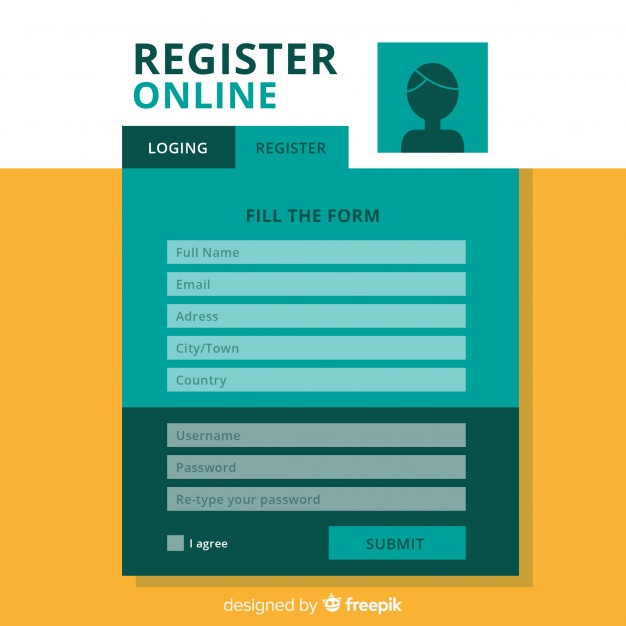 REGISTER
ONLINE
LOGING
REGISTER
FILL THE FORM
Full Name
Email
Adress
City/Town
Country
Username
Password
Re-type your password
I agree
SUBMIT
designed by freepik